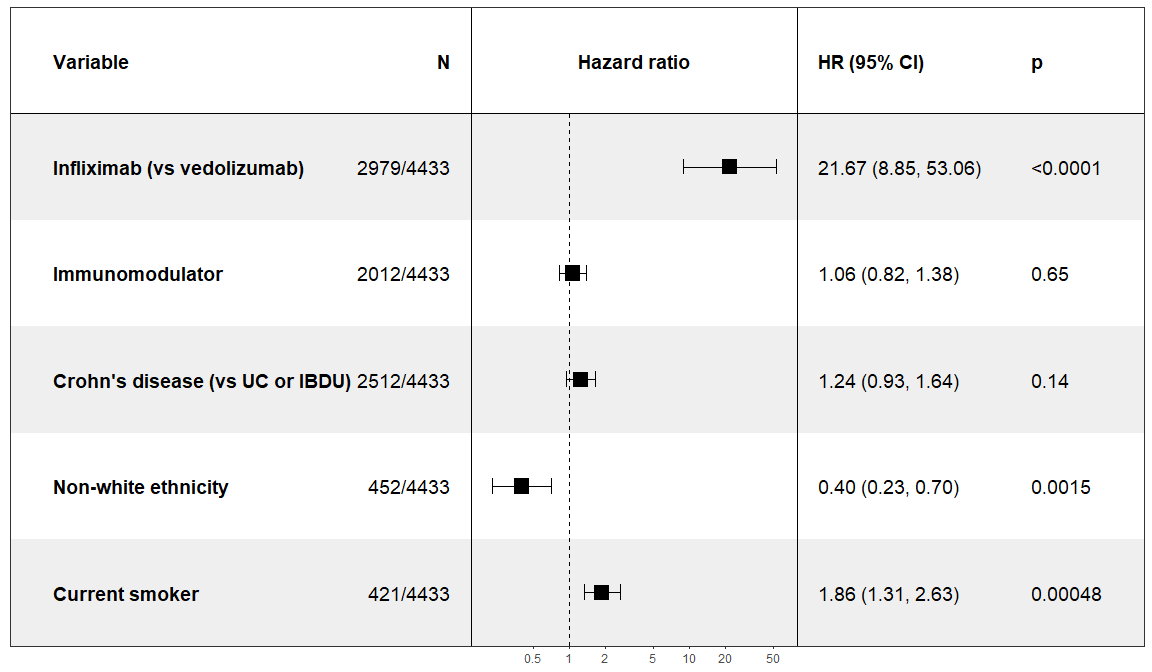 Variable N Hazard ratio HR (95% CI) p
Infliximab (vs vedolizumab) 2979/4433 21.67 (8.85, 53.06) <0.0001
Immunomodulator 2012/4433 1.06 (0.82, 1.38) 0.65
Crohn's disease (vs UC or IBDU) 2512/4433 1.24 (0.93, 1.64) 0.14
Non-white ethnicity 452/4433 0.40 (0.23, 0.70) 0.0015
Current smoker 421/4433 1.86 (1.31, 2.63) 0.00048
0.5 1 2 5 10 20 50